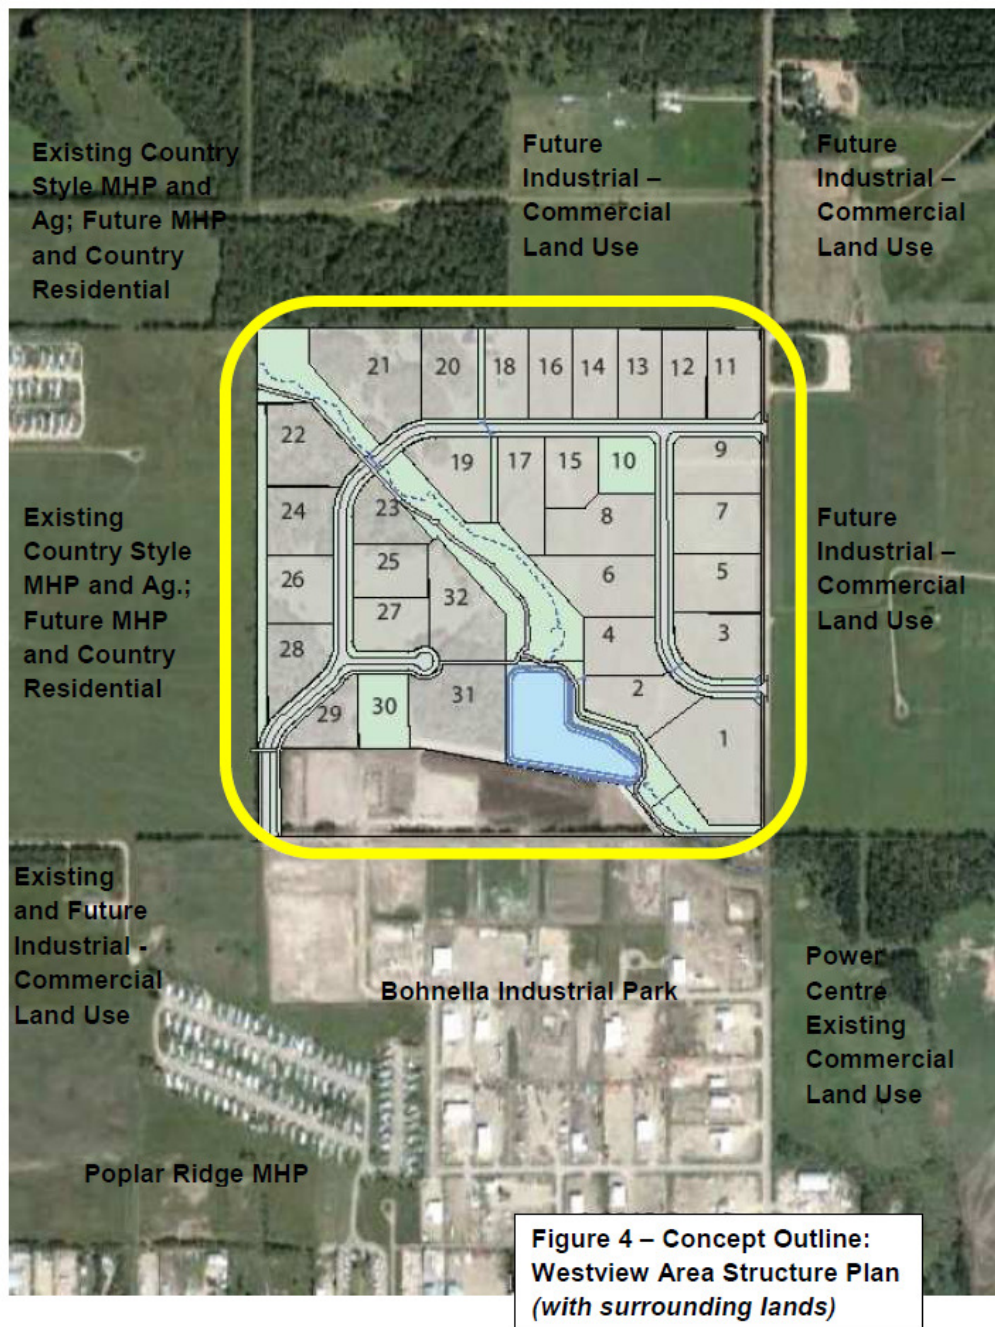 Existing Country
Style MHP and
Ag; Future MHP
and Country
Residential
Future
Industrial –
Commercial
Land Use
Future
Industrial –
Commercial
Land Use
21
20
18
16
14
13
12
11
22
19
17
15
10
9
24
23
8
7
26
25
6
5
27
32
28
4
3
29
30
31
2
1
Existing
Country Style
MHP and Ag.;
Future MHP
and Country
Residential
Future
Industrial –
Commercial
Land Use
Existing
and Future
Industrial -
Commercial
Land Use
Bohnella Industrial Park
Power
Centre
Existing
Commercial
Land Use
Poplar Ridge MHP
Figure 4 – Concept Outline:
Westview Area Structure Plan
(with surrounding lands)